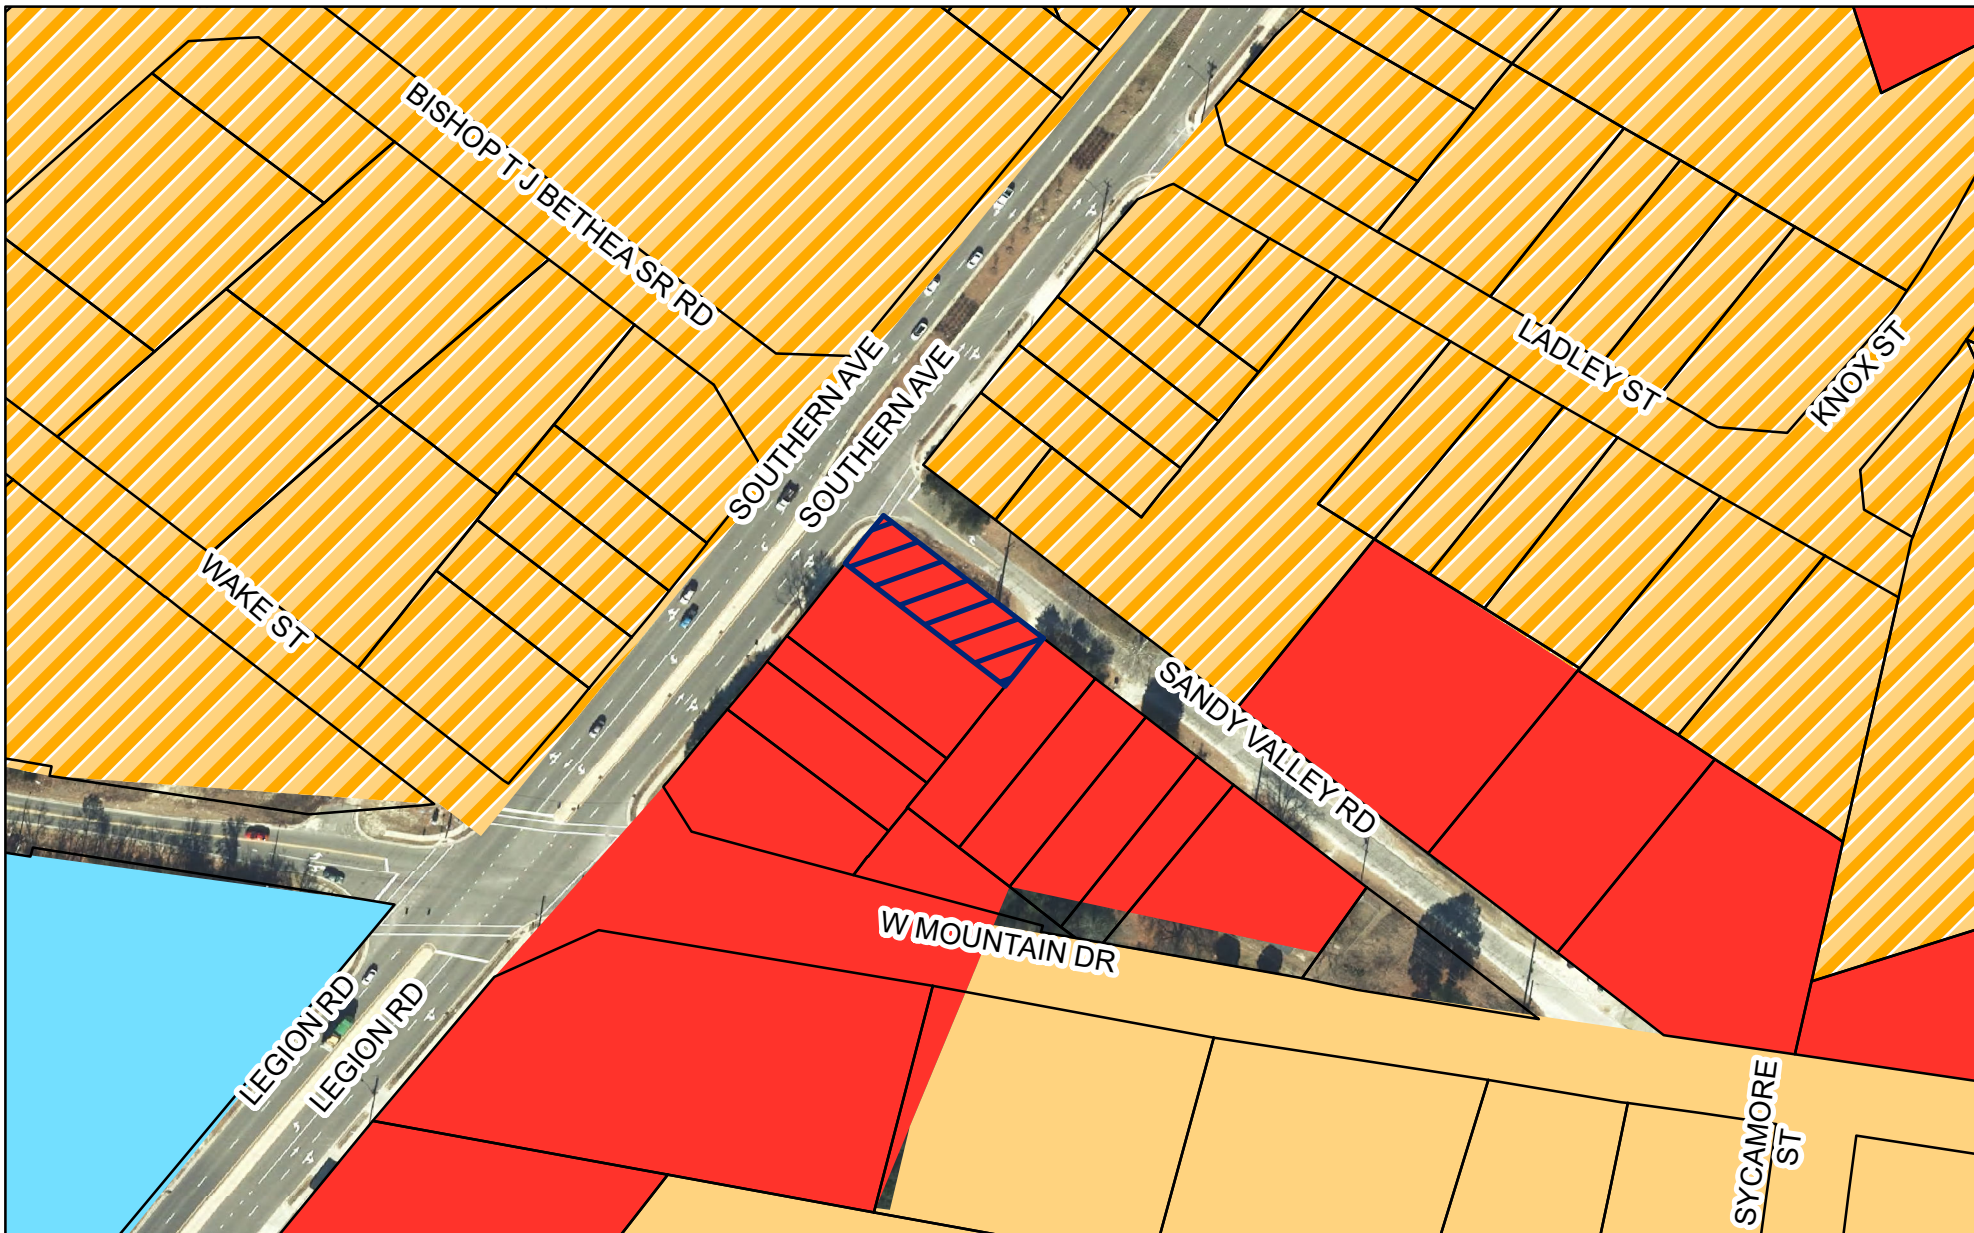 BISHOP T J BETHEA SR RD
SOUTHERN AVE
SOUTHERN AVE
LADLEY ST
KNOX ST
WAKE ST
SANDY VALLEY RD
W MOUNTAIN DR
LEGION RD
LEGION RD
SYCAMORE
ST